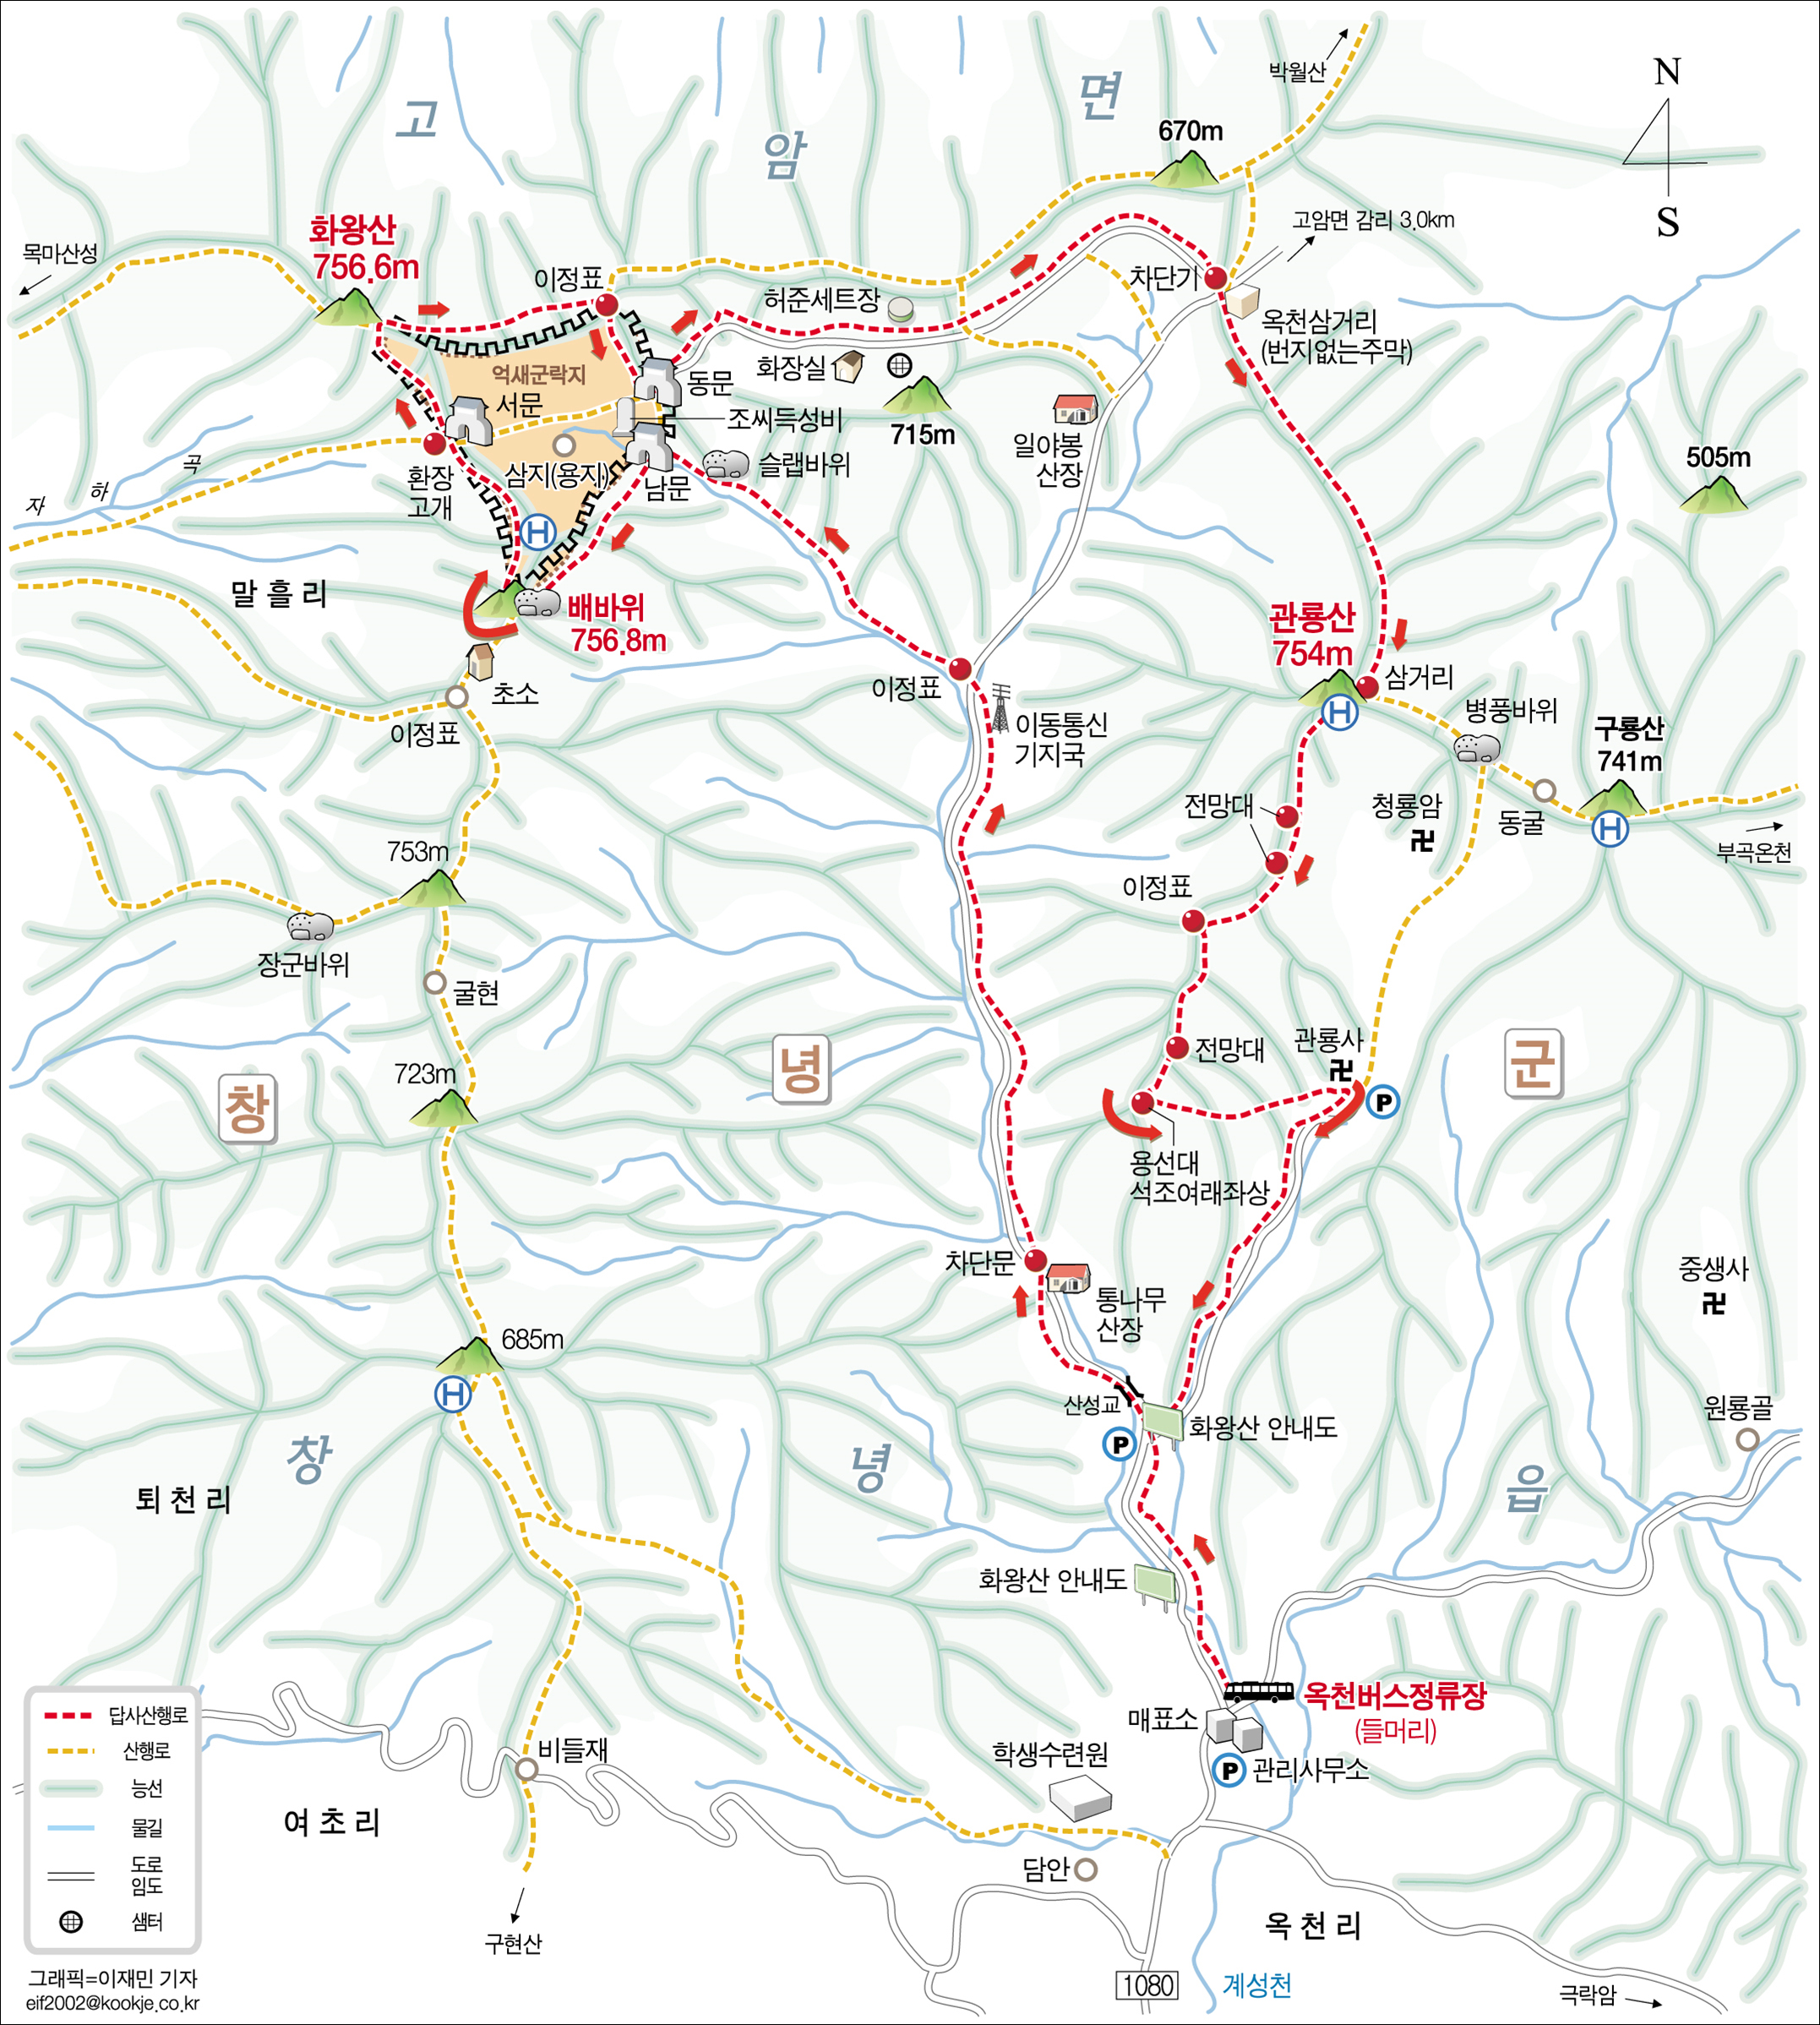 고
암
면
박월산
N
S
670m
고암면 감리 3.0km
목마산성
화왕산
756.6m
이정표
허준세트장
차단기
옥천삼거리
(번지없는주막)
억새군락지
서문
동문
화장실
조씨득성비
715m
일야봉
산장
505m
환장
고개
삼지(용지)
H
남문
슬랩바위
자 하 곡
말 흘 리
배바위
756.8m
초소
이정표
이정표
이동통신
기지국
관룡산
754m
삼거리
H
병풍바위
구룡산
741m
H
동굴
부곡온천
청룡암
전망대
이정표
753m
장군바위
굴현
723m
전망대
관룡사
P
용선대
석조여래좌상
창
녕
군
차단문
통나무
산장
중생사
685m
H
산성교
P
화왕산 안내도
원룡골
창
녕
읍
퇴 천 리
화왕산 안내도
옥천버스정류장
(들머리)
매표소
P 관리사무소
학생수련원
비들재
여 초 리
담안
옥 천 리
구현산
1080
계성천
극락암
답사산행로
산행로
능선
물길
도로
임도
샘터
그래픽=이재민 기자
eif2002@kookje.co.kr